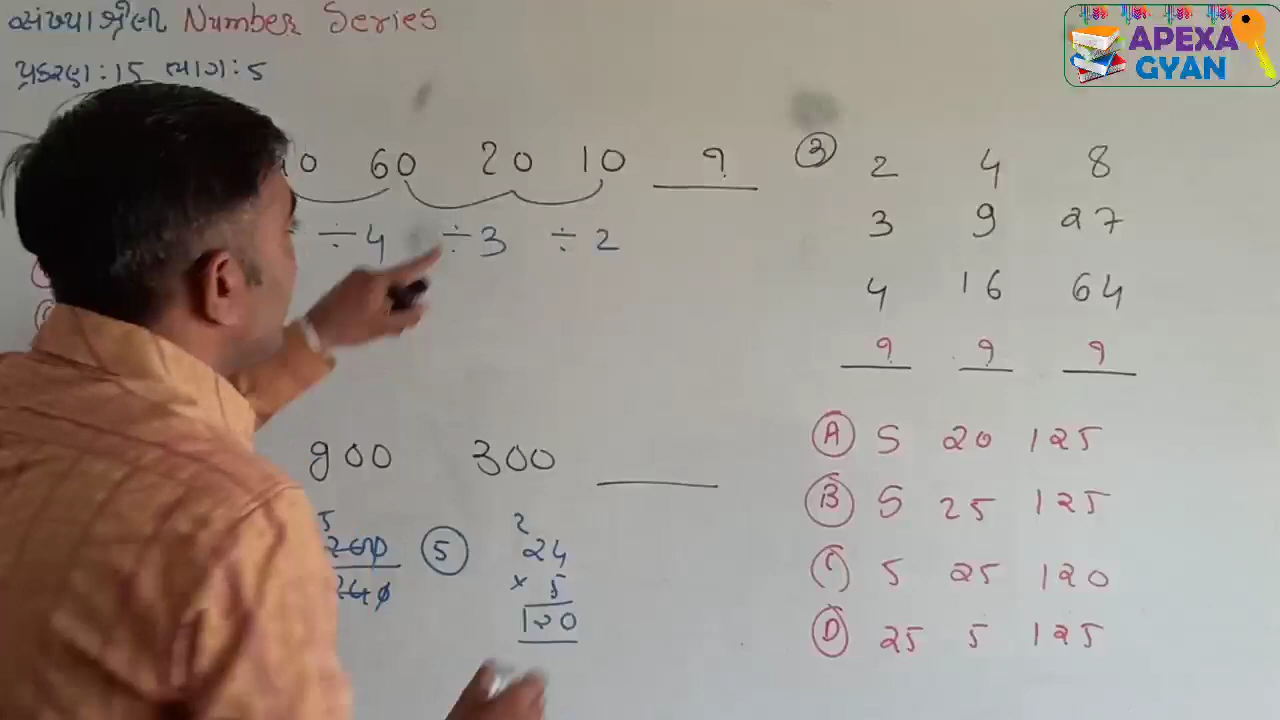 સંખ્યાશ્રેણી Number Series
પ્રકરણ : 15 ભાગ : 5
APEXA
GYAN
40 60 20 10 ?
÷4 ÷3 ÷2
900 300
5 24
× 5
120
3 2 4 8
3 9 27
4 16 64
? ? ?
A 5 20 125
B 5 25 125
C 5 25 120
D 25 5 125